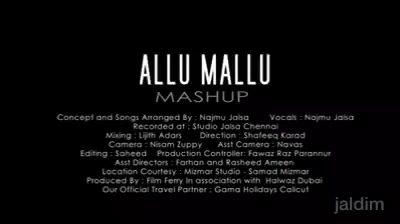 ALLU MALLU
MASHUP
Concept and Songs Arranged By : Najmu Jalsa Vocals : Najmu Jalsa
Recorded at : Studio Jalsa Chennai
Mixing : Lijith Adars Direction : Shafeeq Karad
Camera : Nisam Zuppy Asst Camera : Navas
Editing : Saheed Production Controller: Fawaz Raz Parannur
Asst Directors : Farhan and Rasheed Ameen
Location Courtesy : Mizmar Studio - Samad Mizmar
Produced By : Film Ferry In association with Halwaz Dubai
Our Official Travel Partner : Gama Holidays Calicut
jaldim